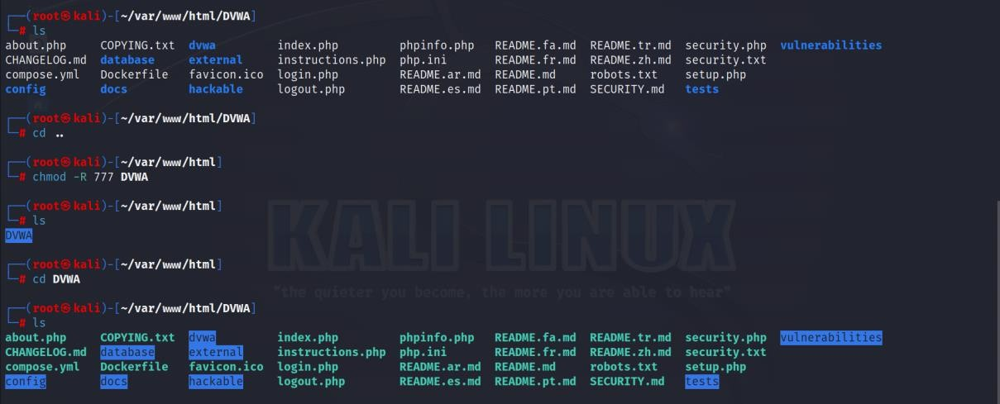 ┌──(root㉿kali)-[~/var/www/html/DVWA]
└─# ls
about.php COPYING.txt dvwa index.php phpinfo.php README.fa.md README.tr.md security.php vulnerabilities
CHANGELOG.md database external instructions.php php.ini README.fr.md README.zh.md security.txt
compose.yml Dockerfile favicon.ico login.php README.ar.md README.md robots.txt setup.php
config docs hackable logout.php README.es.md README.pt.md SECURITY.md tests
┌──(root㉿kali)-[~/var/www/html/DVWA]
└─# cd ..
┌──(root㉿kali)-[~/var/www/html]
└─# chmod -R 777 DVWA
┌──(root㉿kali)-[~/var/www/html]
└─# ls
DVWA
┌──(root㉿kali)-[~/var/www/html]
└─# cd DVWA
┌──(root㉿kali)-[~/var/www/html/DVWA]
└─# ls
about.php COPYING.txt dvwa index.php phpinfo.php README.fa.md README.tr.md security.php vulnerabilities
CHANGELOG.md database external instructions.php php.ini README.fr.md README.zh.md security.txt
compose.yml Dockerfile favicon.ico login.php README.ar.md README.md robots.txt setup.php
config docs hackable logout.php README.es.md README.pt.md SECURITY.md tests
KALI LINUX
"the quieter you become, the more you are able to hear"